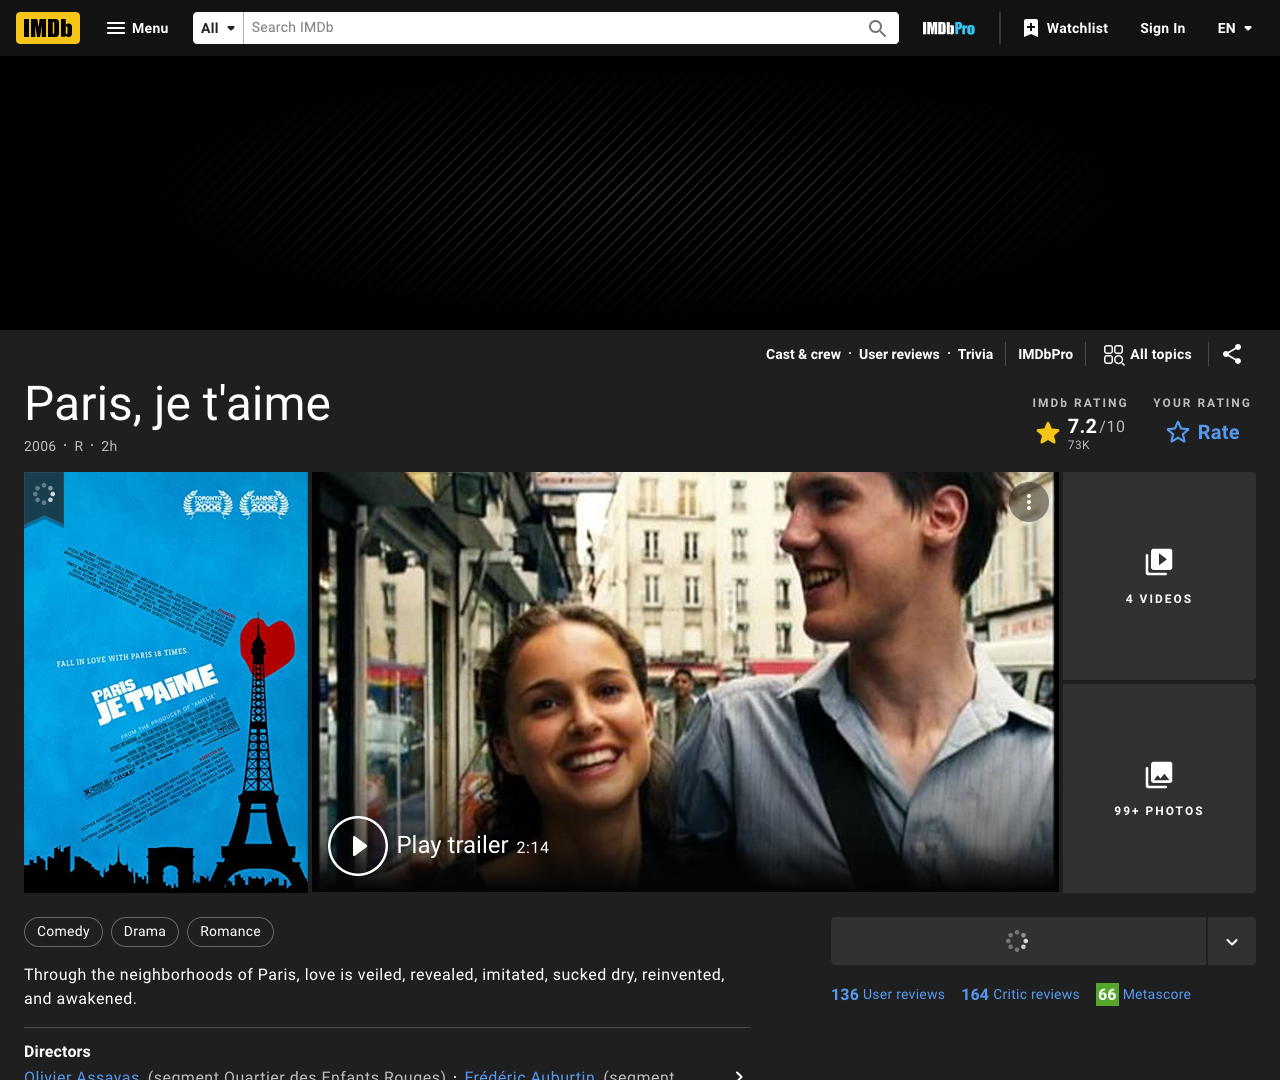 IMDb
Menu
All
Search IMDb
IMDbPro
Watchlist
Sign In
EN
Cast & crew · User reviews · Trivia
IMDbPro
All topics
Paris, je t'aime
2006 · R · 2h
IMDb RATING
7.2/10
73K
YOUR RATING
Rate
TORONTO
2006
CANNES
2006
FALL IN LOVE WITH PARIS 18 TIMES.
PARIS
JE T'AIME
FROM THE PRODUCER OF "AMELIE"
Play trailer 2:14
4 VIDEOS
99+ PHOTOS
Comedy
Drama
Romance
Through the neighborhoods of Paris, love is veiled, revealed, imitated, sucked dry, reinvented,
and awakened.
136 User reviews
164 Critic reviews
66 Metascore
Directors
Olivier Assayas (segment Quartier des Enfants Rouges) · Frédéric Auburtin (segment